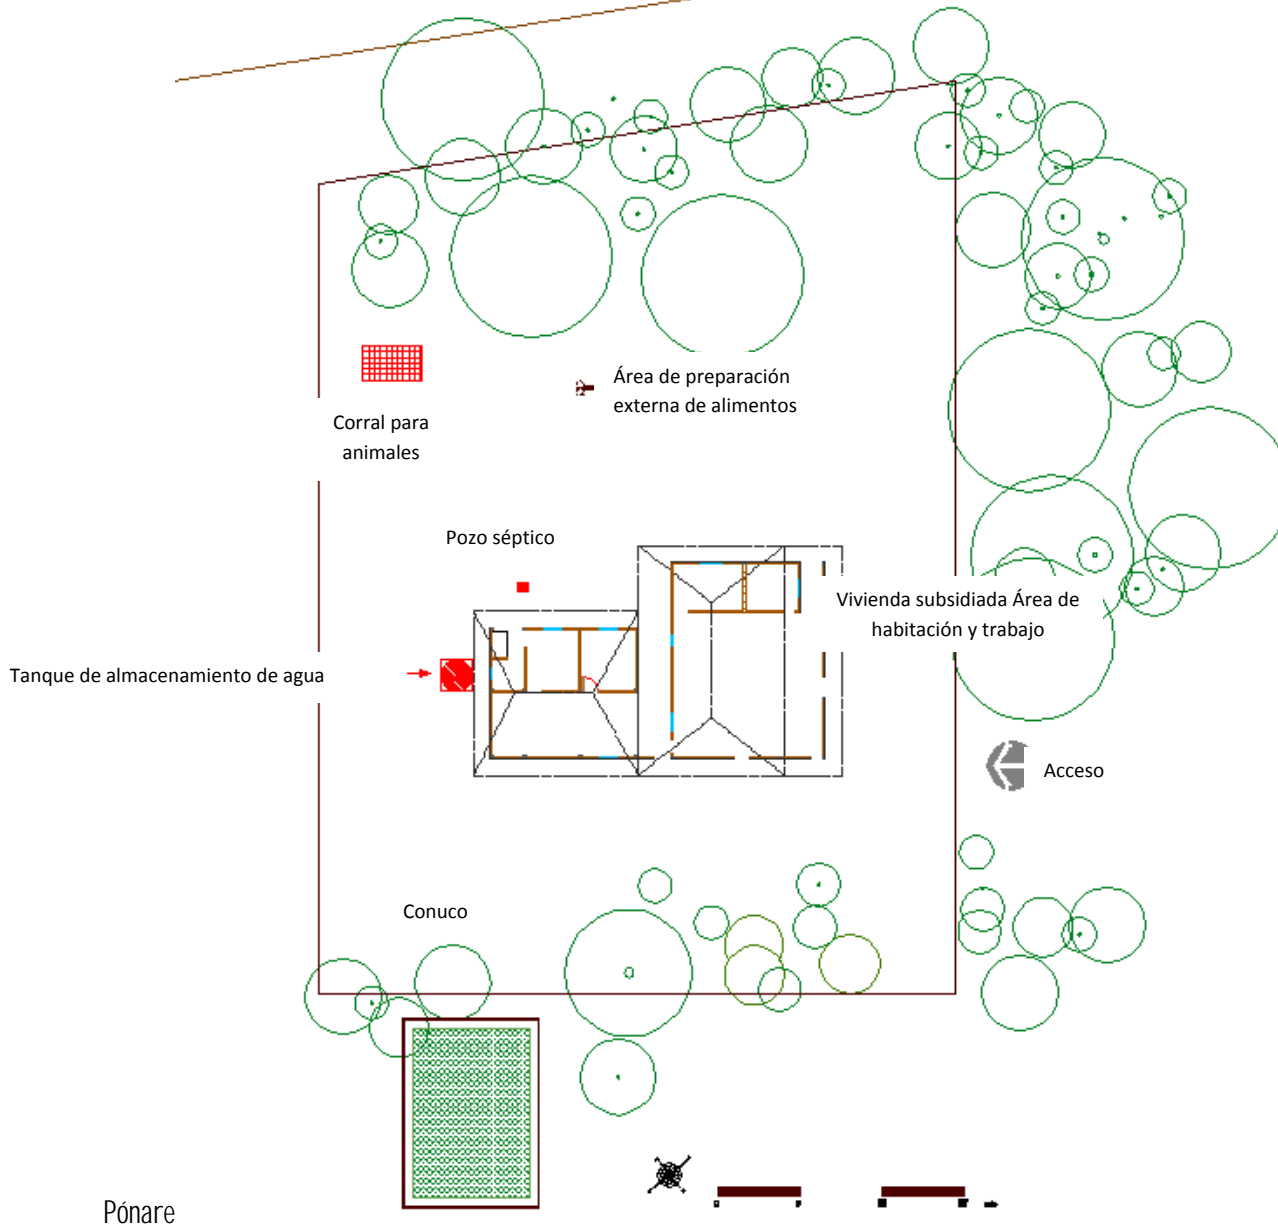 Área de preparación
externa de alimentos
Corral para
animales
Pozo séptico
Vivienda subsidiada Área de
habitación y trabajo
Tanque de almacenamiento de agua
Acceso
Conuco
Pónare